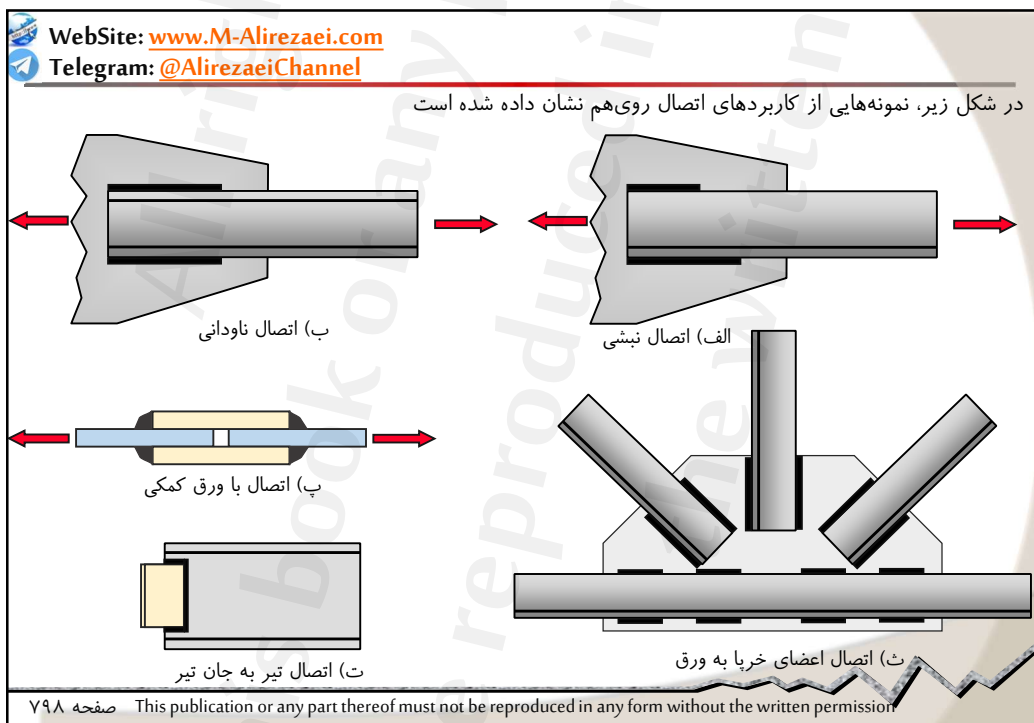 WebSite: www.M-Alirezaei.com
Telegram: @AlirezaeiChannel
در شکل زیر، نمونه‌هایی از کاربردهای اتصال روی‌هم نشان داده شده است
الف) اتصال نبشی
ب) اتصال ناودانی
پ) اتصال با ورق کمکی
ت) اتصال تیر به جان تیر
ث) اتصال اعضای خرپا به ورق
صفحه ۷۹۸ This publication or any part thereof must not be reproduced in any form without the written permission